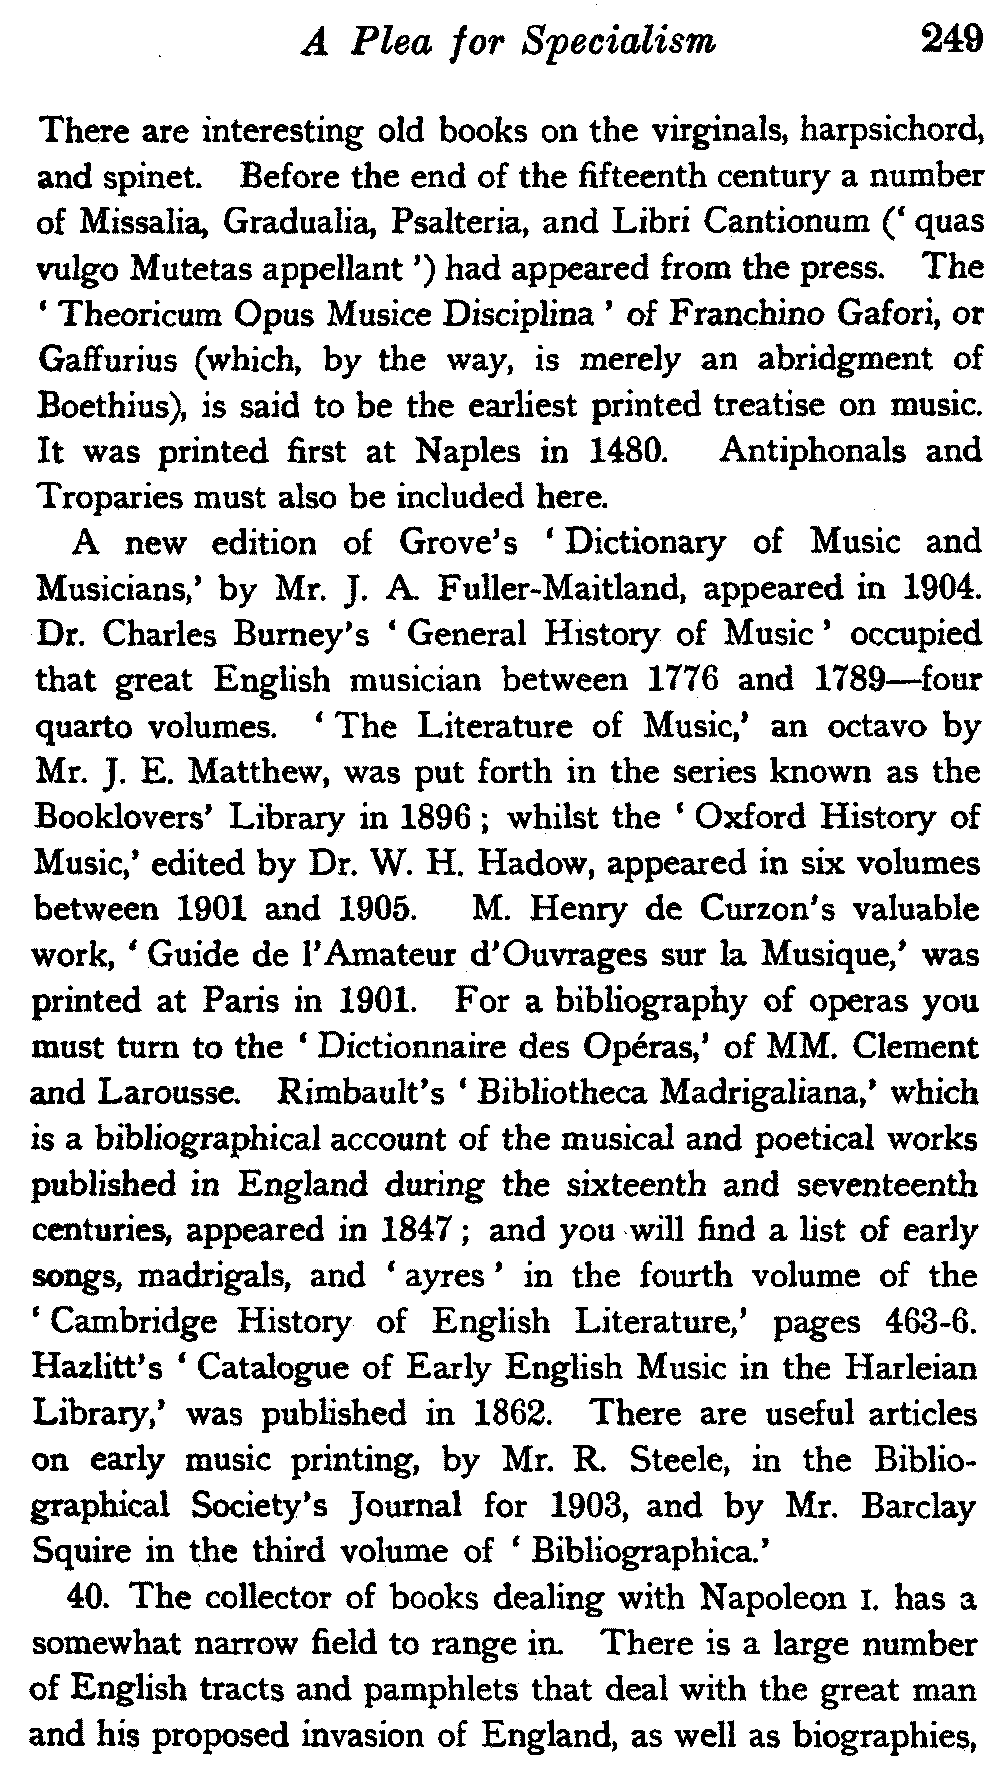 A Plea for Specialism 249
There are interesting old books on the virginals, harpsichord,
and spinet. Before the end of the fifteenth century a number
of Missalia, Gradualia, Psalteria, and Libri Cantionum (‘ quas
vulgo Mutetas appellant ’) had appeared from the press. The
‘ Theoricum Opus Musice Disciplina ’ of Franchino Gafori, or
Gaffurius (which, by the way, is merely an abridgment of
Boethius), is said to be the earliest printed treatise on music.
It was printed first at Naples in 1480. Antiphonals and
Troparies must also be included here.
A new edition of Grove’s ‘ Dictionary of Music and
Musicians,’ by Mr. J. A. Fuller-Maitland, appeared in 1904.
Dr. Charles Burney’s ‘ General History of Music ’ occupied
that great English musician between 1776 and 1789—four
quarto volumes. ‘ The Literature of Music,’ an octavo by
Mr. J. E. Matthew, was put forth in the series known as the
Booklovers’ Library in 1896 ; whilst the ‘ Oxford History of
Music,’ edited by Dr. W. H. Hadow, appeared in six volumes
between 1901 and 1905. M. Henry de Curzon’s valuable
work, ‘ Guide de l’Amateur d’Ouvrages sur la Musique,’ was
printed at Paris in 1901. For a bibliography of operas you
must turn to the ‘ Dictionnaire des Opéras,’ of MM. Clement
and Larousse. Rimbault’s ‘ Bibliotheca Madrigaliana,’ which
is a bibliographical account of the musical and poetical works
published in England during the sixteenth and seventeenth
centuries, appeared in 1847 ; and you will find a list of early
songs, madrigals, and ‘ ayres ’ in the fourth volume of the
‘ Cambridge History of English Literature,’ pages 463-6.
Hazlitt’s ‘ Catalogue of Early English Music in the Harleian
Library,’ was published in 1862. There are useful articles
on early music printing, by Mr. R. Steele, in the Biblio-
graphical Society’s Journal for 1903, and by Mr. Barclay
Squire in the third volume of ‘ Bibliographica.’
40. The collector of books dealing with Napoleon I. has a
somewhat narrow field to range in. There is a large number
of English tracts and pamphlets that deal with the great man
and his proposed invasion of England, as well as biographies,